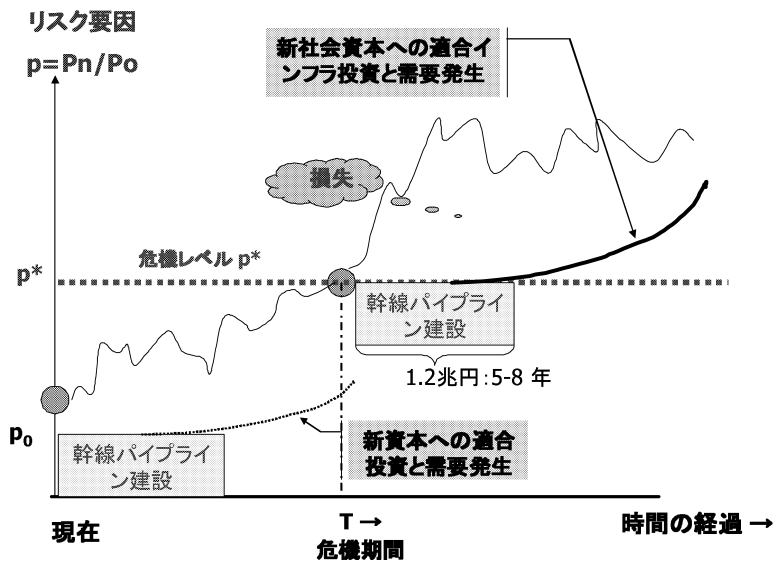 リスク要因
p=Pn/Po
新社会資本への適合イ
ンフラ投資と需要発生
損失
危機レベル p*
p*
幹線パイプライ
ン建設
1.2兆円：5-8 年
p0
幹線パイプライ
ン建設
新資本への適合
投資と需要発生
現在
T →
危機期間
時間の経過 →